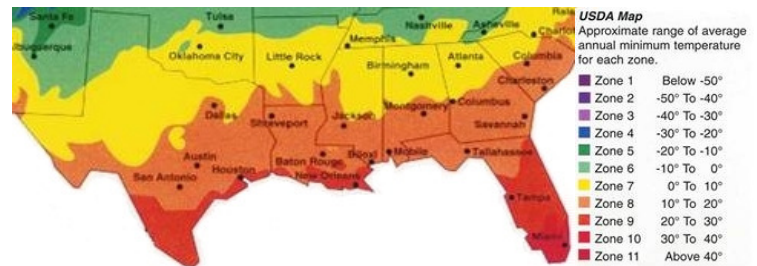 Santa Fe
Tulsa
Nashville
Asheville
Rale
lbuquerque
Oklahoma City
Little Rock
Memphis
Charlot
Birmingham
Atlanta
Columbia
Charleston
Dallas
Shreveport
Jackson
Montgomery
Columbus
Savannah
Austin
San Antonio
Houston
Baton Rouge
New Orleans
Biloxi
Mobile
Tallahassee
Tampa
Miami
USDA Map
Approximate range of average
annual minimum temperature
for each zone.
Zone 1 Below -50°
Zone 2 -50° To -40°
Zone 3 -40° To -30°
Zone 4 -30° To -20°
Zone 5 -20° To -10°
Zone 6 -10° To 0°
Zone 7 0° To 10°
Zone 8 10° To 20°
Zone 9 20° To 30°
Zone 10 30° To 40°
Zone 11 Above 40°